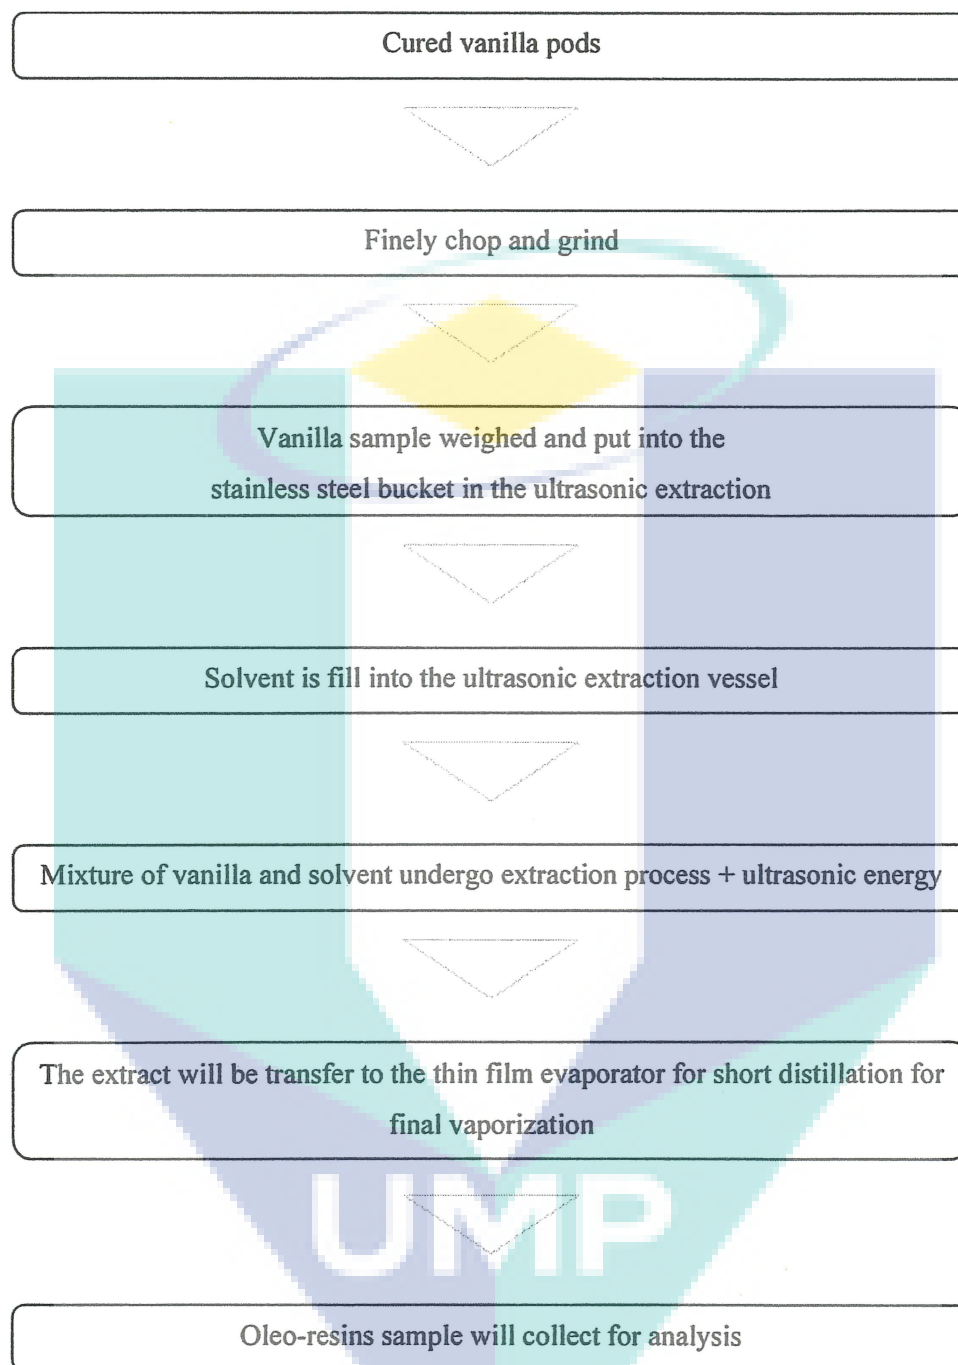 Cured vanilla pods
Finely chop and grind
Vanilla sample weighed and put into the
stainless steel bucket in the ultrasonic extraction
Solvent is fill into the ultrasonic extraction vessel
Mixture of vanilla and solvent undergo extraction process + ultrasonic energy
The extract will be transfer to the thin film evaporator for short distillation for
final vaporization
UMP
Oleo-resins sample will collect for analysis